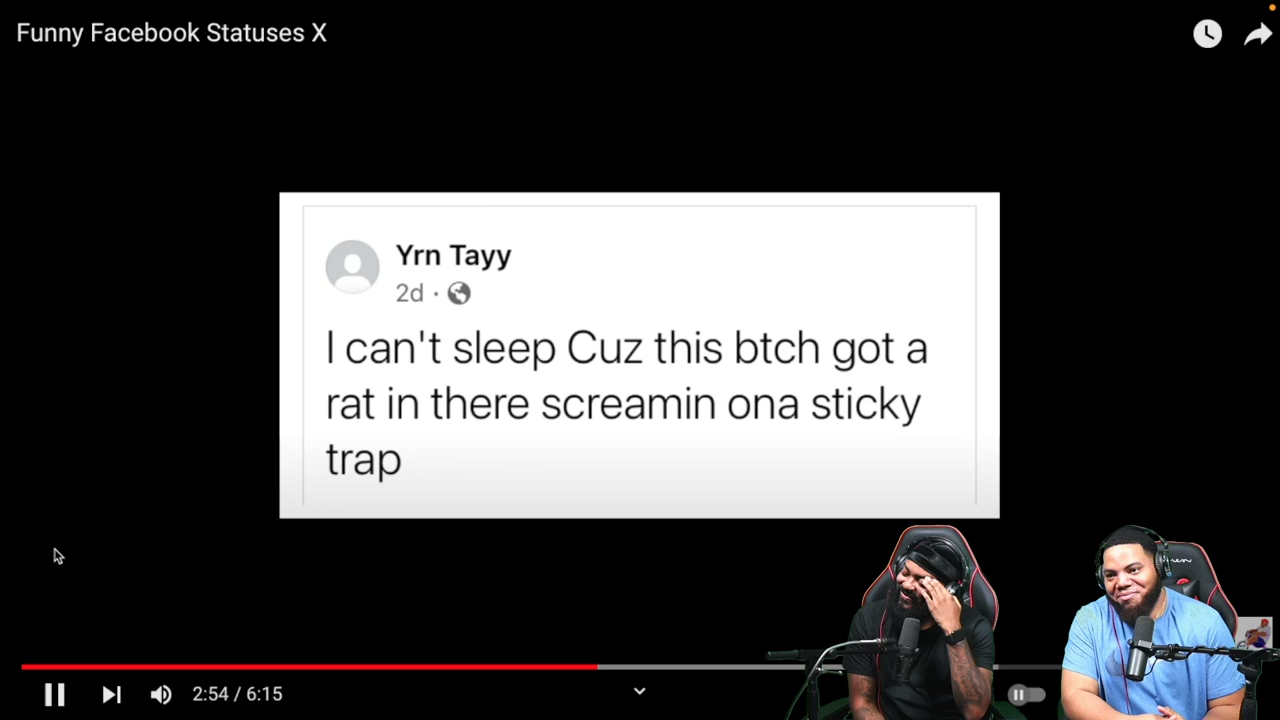 Funny Facebook Statuses X
Yrn Tayy
2d ·
I can't sleep Cuz this btch got a
rat in there screamin ona sticky
trap
2:54 / 6:15